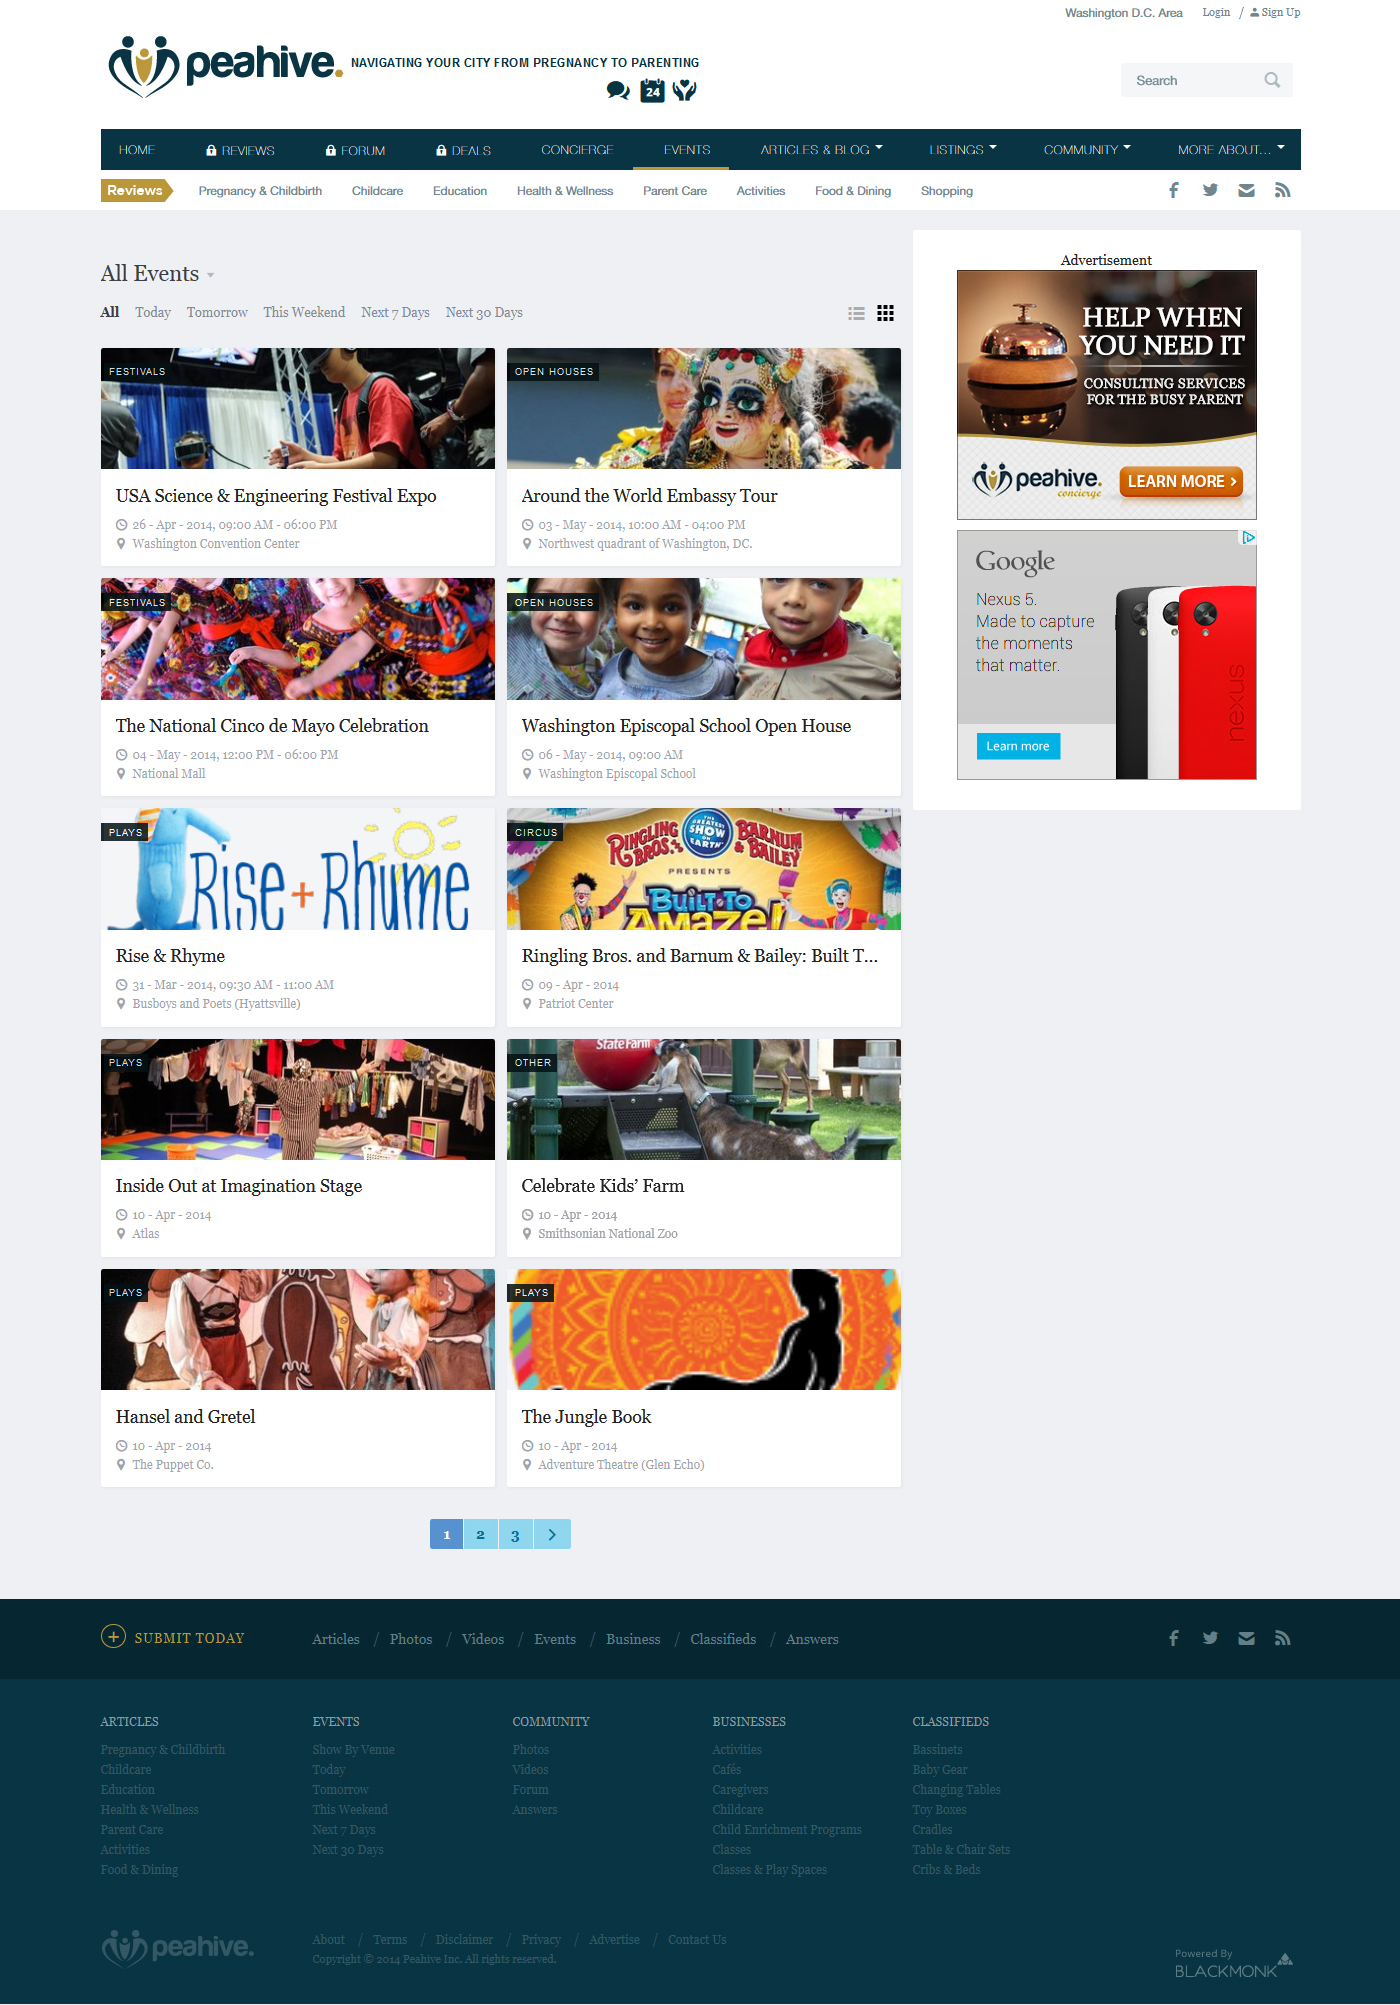 Washington D.C. Area Login / Sign Up
peahive. NAVIGATING YOUR CITY FROM PREGNANCY TO PARENTING
24
Search
HOME REVIEWS FORUM DEALS CONCIERGE EVENTS ARTICLES & BLOG LISTINGS COMMUNITY MORE ABOUT...
Reviews Pregnancy & Childbirth Childcare Education Health & Wellness Parent Care Activities Food & Dining Shopping
All Events
All Today Tomorrow This Weekend Next 7 Days Next 30 Days
FESTIVALS
USA Science & Engineering Festival Expo
26 - Apr - 2014, 09:00 AM - 06:00 PM
Washington Convention Center
OPEN HOUSES
Around the World Embassy Tour
03 - May - 2014, 10:00 AM - 04:00 PM
Northwest quadrant of Washington, DC.
FESTIVALS
The National Cinco de Mayo Celebration
04 - May - 2014, 12:00 PM - 06:00 PM
National Mall
OPEN HOUSES
Washington Episcopal School Open House
06 - May - 2014, 09:00 AM
Washington Episcopal School
PLAYS
Rise + Rhyme
Rise & Rhyme
31 - Mar - 2014, 09:30 AM - 11:00 AM
Busboys and Poets (Hyattsville)
CIRCUS
RINGLING BROS. & BARNUM & BAILEY
THE GREATEST SHOW ON EARTH
PRESENTS
BUILT TO AMAZE!
Ringling Bros. and Barnum & Bailey: Built T...
09 - Apr - 2014
Patriot Center
PLAYS
Inside Out at Imagination Stage
10 - Apr - 2014
Atlas
OTHER
State Farm
Celebrate Kids’ Farm
10 - Apr - 2014
Smithsonian National Zoo
PLAYS
Hansel and Gretel
10 - Apr - 2014
The Puppet Co.
PLAYS
The Jungle Book
10 - Apr - 2014
Adventure Theatre (Glen Echo)
1 2 3
Advertisement
HELP WHEN
YOU NEED IT
CONSULTING SERVICES
FOR THE BUSY PARENT
peahive.
concierge
LEARN MORE
Google
Nexus 5.
Made to capture
the moments
that matter.
Learn more
nexus
SUBMIT TODAY Articles / Photos / Videos / Events / Business / Classifieds / Answers
ARTICLES
Pregnancy & Childbirth
Childcare
Education
Health & Wellness
Parent Care
Activities
Food & Dining
EVENTS
Show By Venue
Today
Tomorrow
This Weekend
Next 7 Days
Next 30 Days
COMMUNITY
Photos
Videos
Forum
Answers
BUSINESSES
Activities
Cafés
Caregivers
Childcare
Child Enrichment Programs
Classes
Classes & Play Spaces
CLASSIFIEDS
Bassinets
Baby Gear
Changing Tables
Toy Boxes
Cradles
Table & Chair Sets
Cribs & Beds
peahive.
About / Terms / Disclaimer / Privacy / Advertise / Contact Us
Copyright © 2014 Peahive Inc. All rights reserved.
Powered By
BLACKMONK